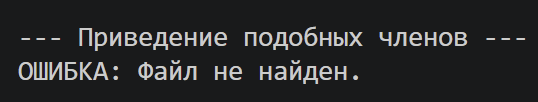 --- Приведение подобных членов ---
ОШИБКА: Файл не найден.